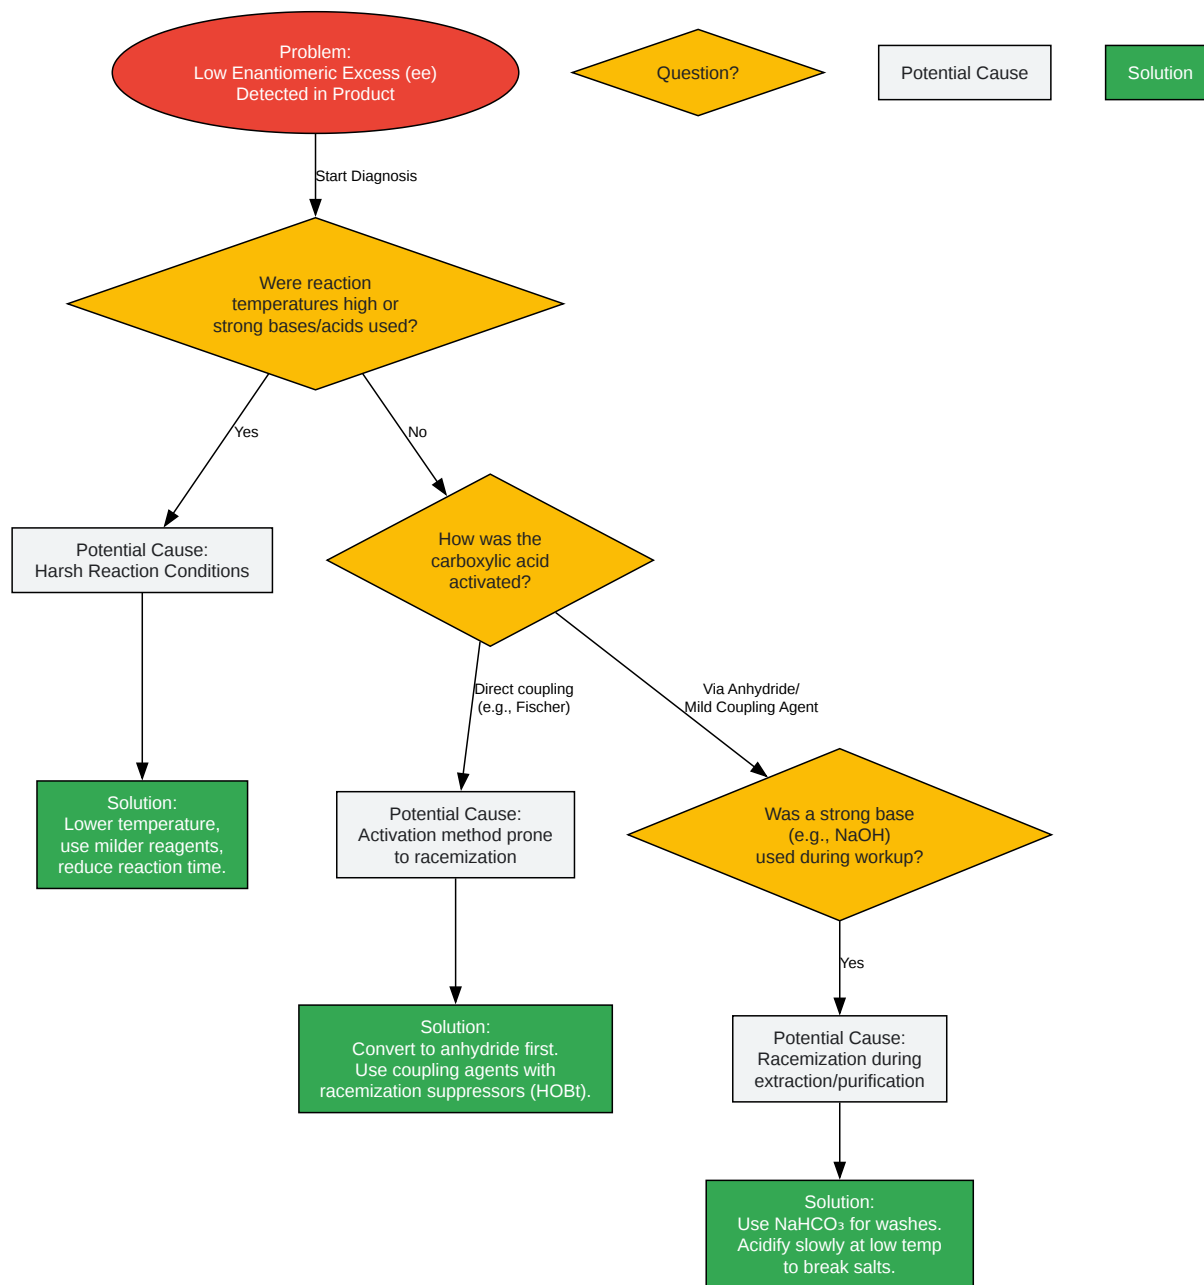 Problem:
Low Enantiomeric Excess (ee)
Detected in Product
Question?
Potential Cause
Solution
Start Diagnosis
Were reaction
temperatures high or
strong bases/acids used?
Yes
No
Potential Cause:
Harsh Reaction Conditions
How was the
carboxylic acid
activated?
Direct coupling
(e.g., Fischer)
Via Anhydride/
Mild Coupling Agent
Solution:
Lower temperature,
use milder reagents,
reduce reaction time.
Potential Cause:
Activation method prone
to racemization
Was a strong base
(e.g., NaOH)
used during workup?
Yes
Solution:
Convert to anhydride first.
Use coupling agents with
racemization suppressors (HOBt).
Potential Cause:
Racemization during
extraction/purification
Solution:
Use NaHCO₃ for washes.
Acidify slowly at low temp
to break salts.